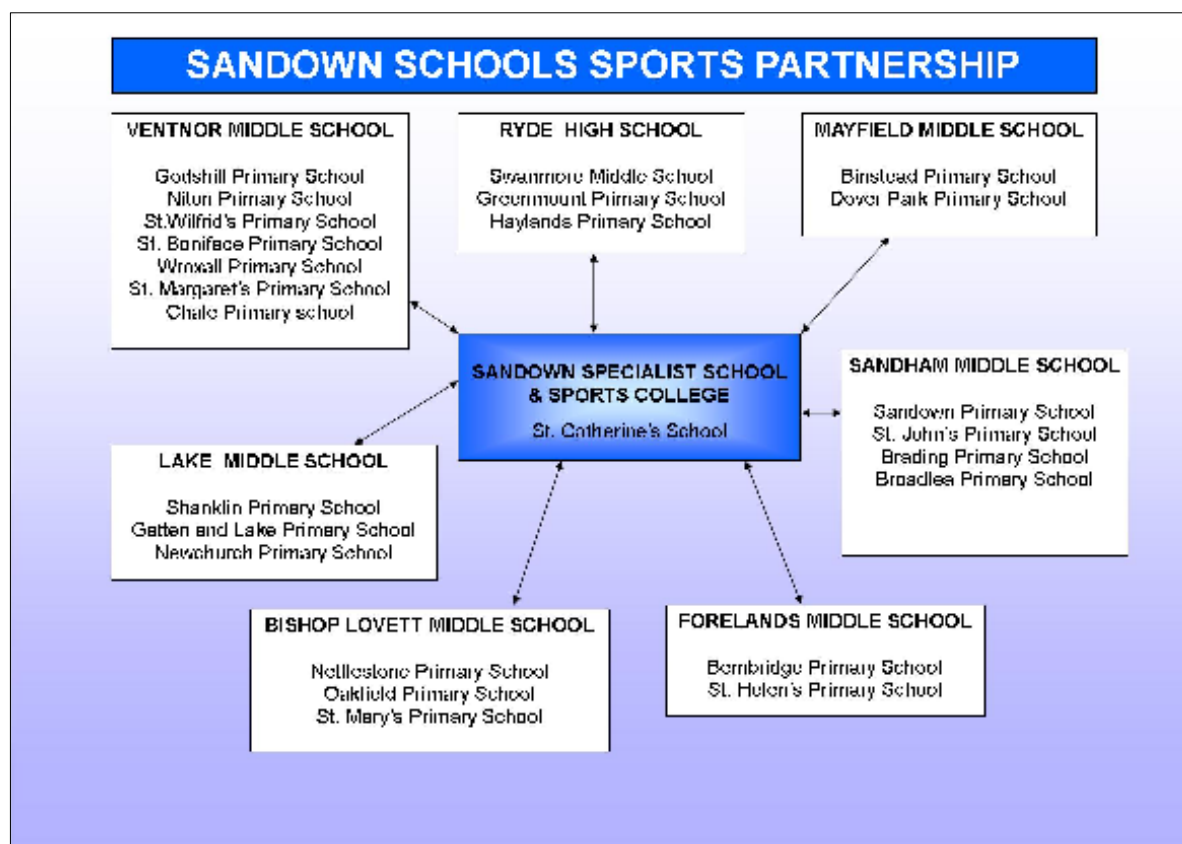 SANDOWN SCHOOLS SPORTS PARTNERSHIP
VENTNOR MIDDLE SCHOOL
Godshill Primary School
Niton Primary School
St.Wilfrid's Primary School
St. Boniface Primary School
Wroxall Primary School
St. Margaret's Primary School
Chale Primary school
RYDE HIGH SCHOOL
Swanmore Middle School
Greenmount Primary School
Haylands Primary School
MAYFIELD MIDDLE SCHOOL
Binstead Primary School
Dover Park Primary School
SANDOWN SPECIALIST SCHOOL
& SPORTS COLLEGE
St. Catherine's School
SANDHAM MIDDLE SCHOOL
Sandown Primary School
St. John's Primary School
Brading Primary School
Broadlea Primary School
LAKE MIDDLE SCHOOL
Shanklin Primary School
Gatten and Lake Primary School
Newchurch Primary School
BISHOP LOVETT MIDDLE SCHOOL
Nettlestone Primary School
Oakfield Primary School
St. Mary's Primary School
FORELANDS MIDDLE SCHOOL
Bembridge Primary School
St. Helen's Primary School